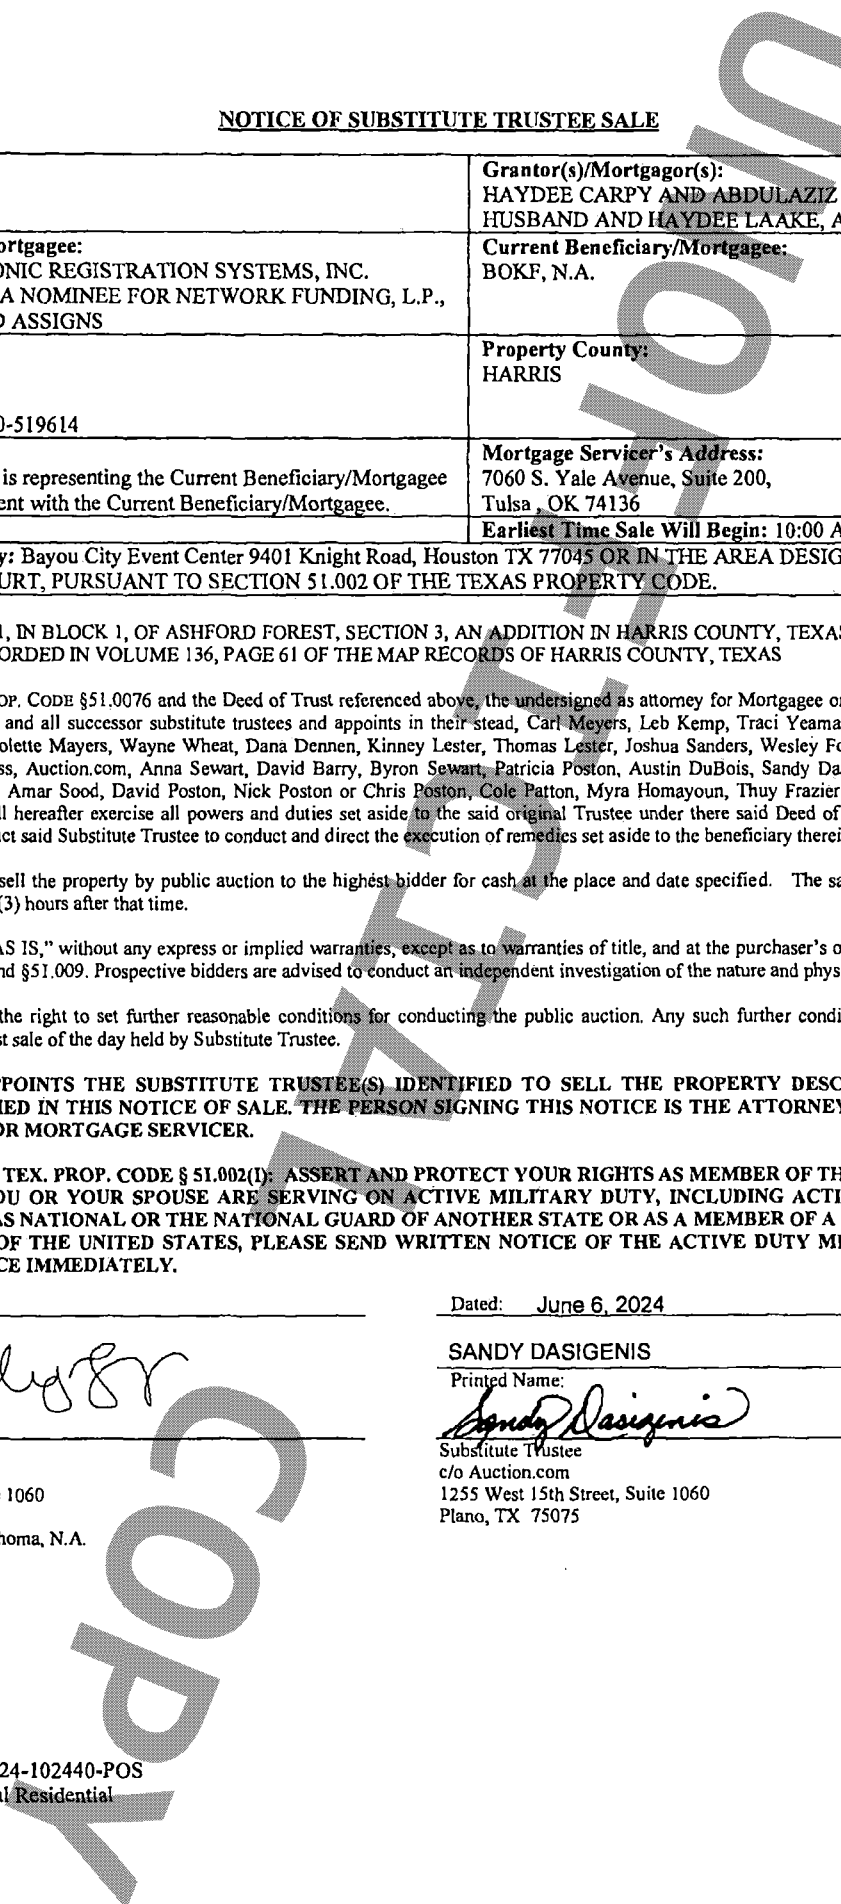 NOTICE OF SUBSTITUTE TRUSTEE SALE
Grantor(s)/Mortgagor(s):
HAYDEE CARPY AND ABDULAZIZ
HUSBAND AND HAYDEE LAAKE, A
ortgagee:
ONIC REGISTRATION SYSTEMS, INC.
A NOMINEE FOR NETWORK FUNDING, L.P.,
D ASSIGNS
Current Beneficiary/Mortgagee:
BOKF, N.A.
Property County:
HARRIS
0-519614
is representing the Current Beneficiary/Mortgagee
ent with the Current Beneficiary/Mortgagee.
Mortgage Servicer's Address:
7060 S. Yale Avenue, Suite 200,
Tulsa , OK 74136
Earliest Time Sale Will Begin: 10:00 A
y: Bayou City Event Center 9401 Knight Road, Houston TX 77045 OR IN THE AREA DESIG
URT, PURSUANT TO SECTION 51.002 OF THE TEXAS PROPERTY CODE.
1, IN BLOCK 1, OF ASHFORD FOREST, SECTION 3, AN ADDITION IN HARRIS COUNTY, TEXAS
ORDED IN VOLUME 136, PAGE 61 OF THE MAP RECORDS OF HARRIS COUNTY, TEXAS
OP. CODE §51.0076 and the Deed of Trust referenced above, the undersigned as attorney for Mortgagee or
and all successor substitute trustees and appoints in their stead, Carl Meyers, Leb Kemp, Traci Yeama
olette Mayers, Wayne Wheat, Dana Dennen, Kinney Lester, Thomas Lester, Joshua Sanders, Wesley Fo
ss, Auction.com, Anna Sewart, David Barry, Byron Sewart, Patricia Poston, Austin DuBois, Sandy Da
Amar Sood, David Poston, Nick Poston or Chris Poston, Cole Patton, Myra Homayoun, Thuy Frazier
ll hereafter exercise all powers and duties set aside to the said original Trustee under there said Deed of
ct said Substitute Trustee to conduct and direct the execution of remedies set aside to the beneficiary therei
sell the property by public auction to the highest bidder for cash at the place and date specified. The sa
(3) hours after that time.
AS IS," without any express or implied warranties, except as to warranties of title, and at the purchaser's o
nd §51.009. Prospective bidders are advised to conduct an independent investigation of the nature and phys
the right to set further reasonable conditions for conducting the public auction. Any such further condi
st sale of the day held by Substitute Trustee.
PPOINTS THE SUBSTITUTE TRUSTEE(S) IDENTIFIED TO SELL THE PROPERTY DESC
IED IN THIS NOTICE OF SALE. THE PERSON SIGNING THIS NOTICE IS THE ATTORNEY
OR MORTGAGE SERVICER.
TEX. PROP. CODE § 51.002(I): ASSERT AND PROTECT YOUR RIGHTS AS MEMBER OF TH
OU OR YOUR SPOUSE ARE SERVING ON ACTIVE MILITARY DUTY, INCLUDING ACTI
AS NATIONAL OR THE NATIONAL GUARD OF ANOTHER STATE OR AS A MEMBER OF A
OF THE UNITED STATES, PLEASE SEND WRITTEN NOTICE OF THE ACTIVE DUTY MI
CE IMMEDIATELY.
Dated: June 6, 2024
SANDY DASIGENIS
Printed Name:
Sandy Dasigenis
Substitute Trustee
c/o Auction.com
1255 West 15th Street, Suite 1060
Plano, TX 75075
1060
homa, N.A.
24-102440-POS
al Residential
UNOFFICIAL
COPY